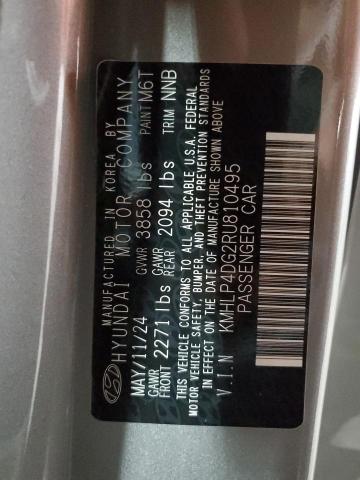 MANUFACTURED IN KOREA BY
HYUNDAI MOTOR COMPANY
MAY/11/24 GVWR 3858 lbs PAINT M6T
GAWR FRONT 2271 lbs GAWR REAR 2094 lbs TRIM NNB
THIS VEHICLE CONFORMS TO ALL APPLICABLE U.S.A. FEDERAL
MOTOR VEHICLE SAFETY, BUMPER, AND THEFT PREVENTION STANDARDS
IN EFFECT ON THE DATE OF MANUFACTURE SHOWN ABOVE
V.I.N KMHLP4DG2RU810495
PASSENGER CAR